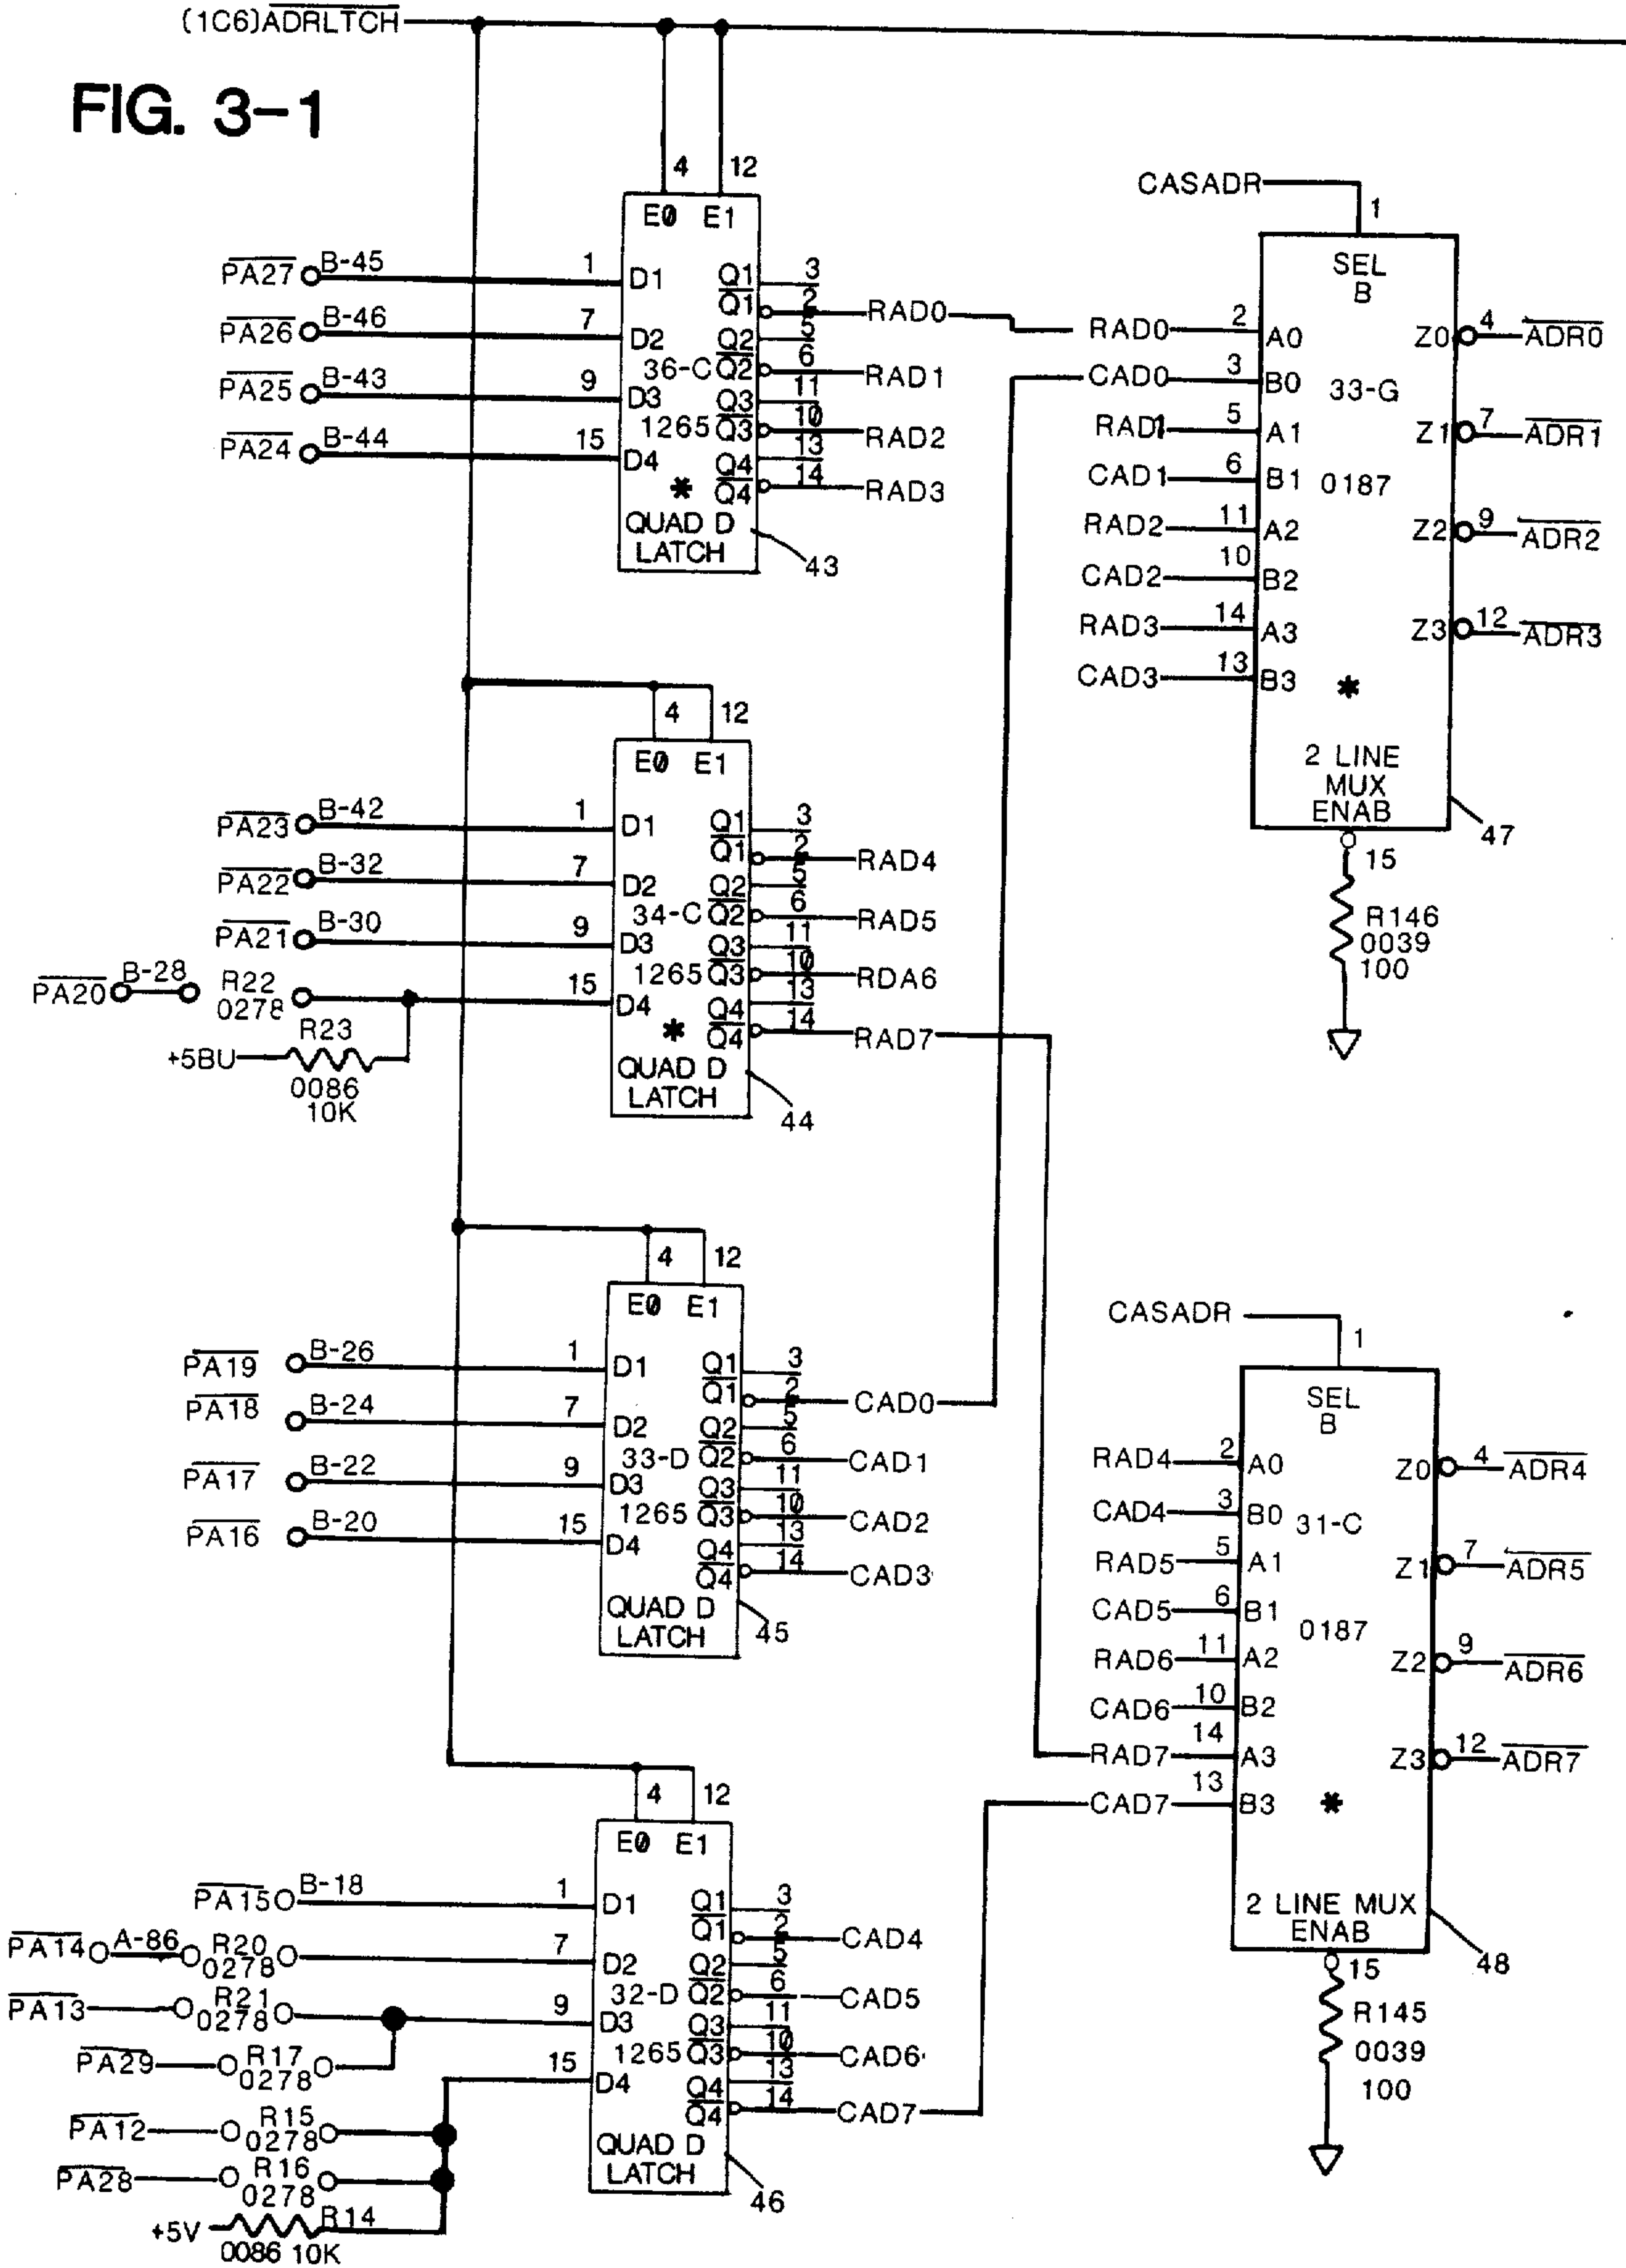 (1C6)ADRLTCH
FIG. 3-1
4 12
E0 E1
PA27 B-45 1 D1 Q1 3
Q1 2 RAD0
PA26 B-46 7 D2 Q2 5
36-C Q2 6 RAD1
PA25 B-43 9 D3 Q3 11
1265 Q3 10 RAD2
PA24 B-44 15 D4 Q4 13
* Q4 14 RAD3
QUAD D
LATCH
43
CASADR
1
SEL
B
RAD0 2 A0 Z0 4 ADR0
CAD0 3 B0 33-G
RAD1 5 A1 Z1 7 ADR1
CAD1 6 B1 0187
RAD2 11 A2 Z2 9 ADR2
CAD2 10 B2
RAD3 14 A3 Z3 12 ADR3
CAD3 13 B3
*
2 LINE
MUX
ENAB
47
15
R146
0039
100
4 12
E0 E1
PA23 B-42 1 D1 Q1 3
Q1 2 RAD4
PA22 B-32 7 D2 Q2 5
34-C Q2 6 RAD5
PA21 B-30 9 D3 Q3 11
1265 Q3 10 RDA6
PA20 B-28 R22 15 D4 Q4 13
0278
* Q4 14 RAD7
R23
+5BU
0086
10K
QUAD D
LATCH
44
4 12
E0 E1
PA19 B-26 1 D1 Q1 3
Q1 2 CAD0
PA18 B-24 7 D2 Q2 5
33-D Q2 6 CAD1
PA17 B-22 9 D3 Q3 11
1265 Q3 10 CAD2
PA16 B-20 15 D4 Q4 13
Q4 14 CAD3
QUAD D
LATCH
45
CASADR
1
SEL
B
RAD4 2 A0 Z0 4 ADR4
CAD4 3 B0 31-C
RAD5 5 A1 Z1 7 ADR5
CAD5 6 B1 0187
RAD6 11 A2 Z2 9 ADR6
CAD6 10 B2
RAD7 14 A3 Z3 12 ADR7
CAD7 13 B3
*
2 LINE MUX
ENAB
48
15
R145
0039
100
4 12
E0 E1
PA15 B-18 1 D1 Q1 3
Q1 2 CAD4
PA14 A-86 R20 7 D2 Q2 5
0278
32-D Q2 6 CAD5
PA13 R21 9 D3 Q3 11
0278
1265 Q3 10 CAD6
PA29 R17 15 D4 Q4 13
0278
Q4 14 CAD7
PA12 R15
0278
QUAD D
LATCH
46
PA28 R16
0278
+5V R14
0086 10K